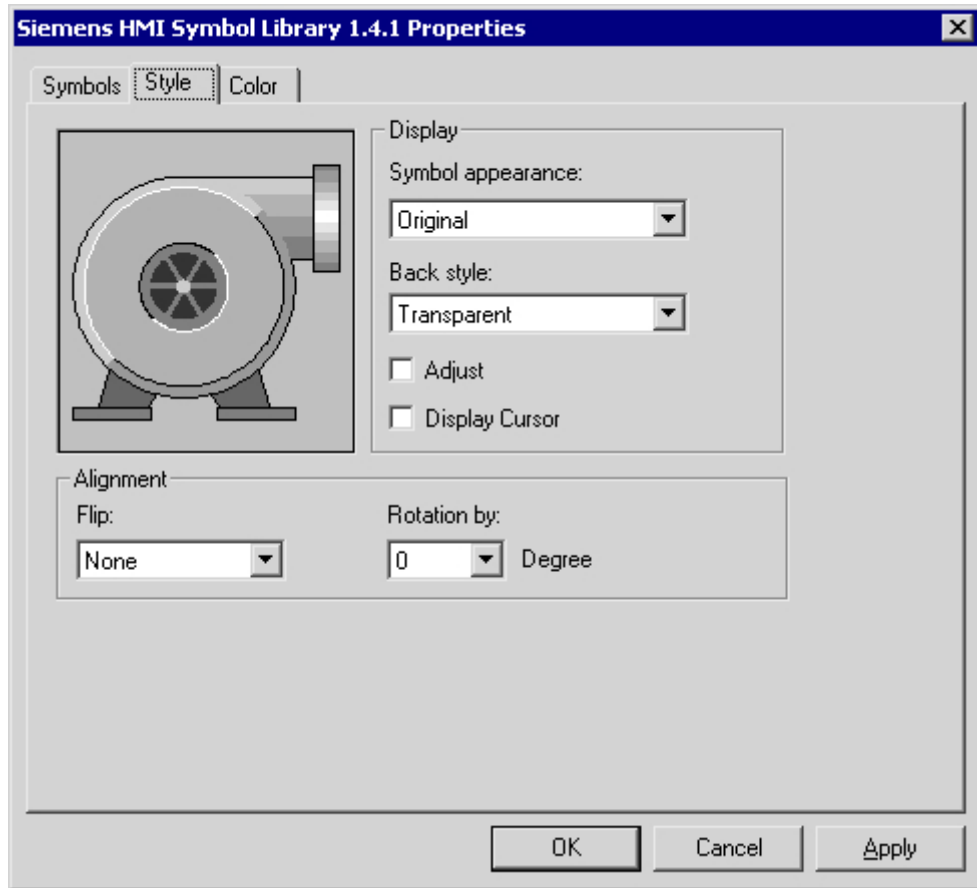 Siemens HMI Symbol Library 1.4.1 Properties
Symbols Style Color
Display
Symbol appearance:
Original
Back style:
Transparent
Adjust
Display Cursor
Alignment
Flip: Rotation by:
None 0 Degree
OK Cancel Apply